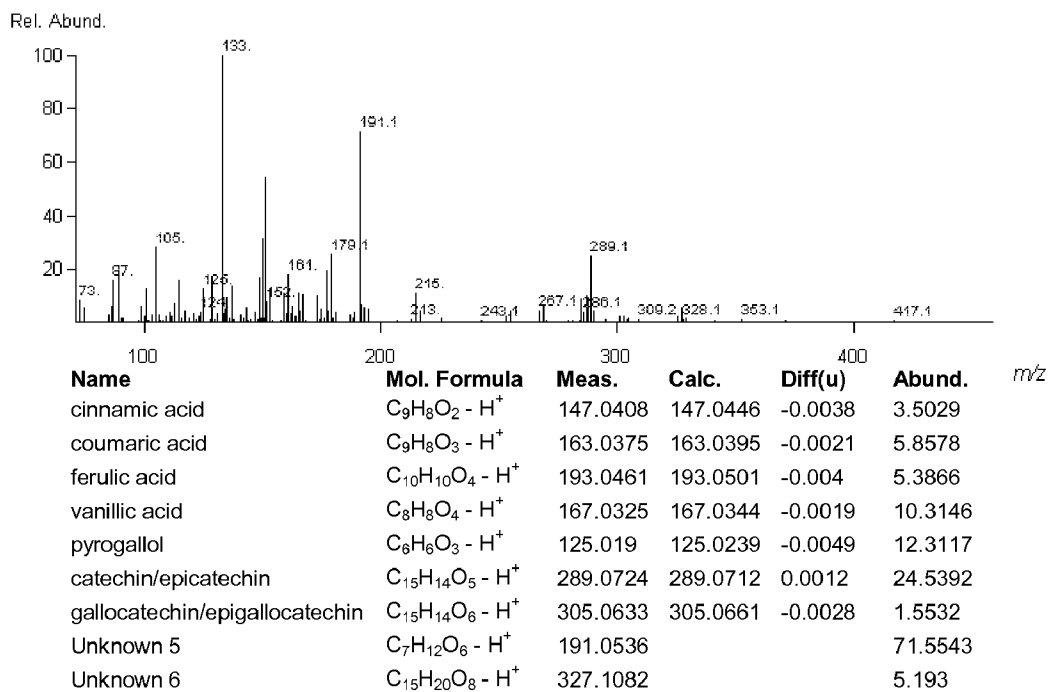 Rel. Abund.
100
133.
80
191.1
60
40
105.
179.1
289.1
20
87.
161.
125.
152.
215.
73.
124.
213.
243.1
267.1
286.1
309.2
328.1
353.1
417.1
100
200
300
400
m/z
Name Mol. Formula Meas. Calc. Diff(u) Abund.
cinnamic acid C₉H₈O₂ - H⁺ 147.0408 147.0446 -0.0038 3.5029
coumaric acid C₉H₈O₃ - H⁺ 163.0375 163.0395 -0.0021 5.8578
ferulic acid C₁₀H₁₀O₄ - H⁺ 193.0461 193.0501 -0.004 5.3866
vanillic acid C₈H₈O₄ - H⁺ 167.0325 167.0344 -0.0019 10.3146
pyrogallol C₆H₆O₃ - H⁺ 125.019 125.0239 -0.0049 12.3117
catechin/epicatechin C₁₅H₁₄O₅ - H⁺ 289.0724 289.0712 0.0012 24.5392
gallocatechin/epigallocatechin C₁₅H₁₄O₆ - H⁺ 305.0633 305.0661 -0.0028 1.5532
Unknown 5 C₇H₁₂O₆ - H⁺ 191.0536 71.5543
Unknown 6 C₁₅H₂₀O₈ - H⁺ 327.1082 5.193